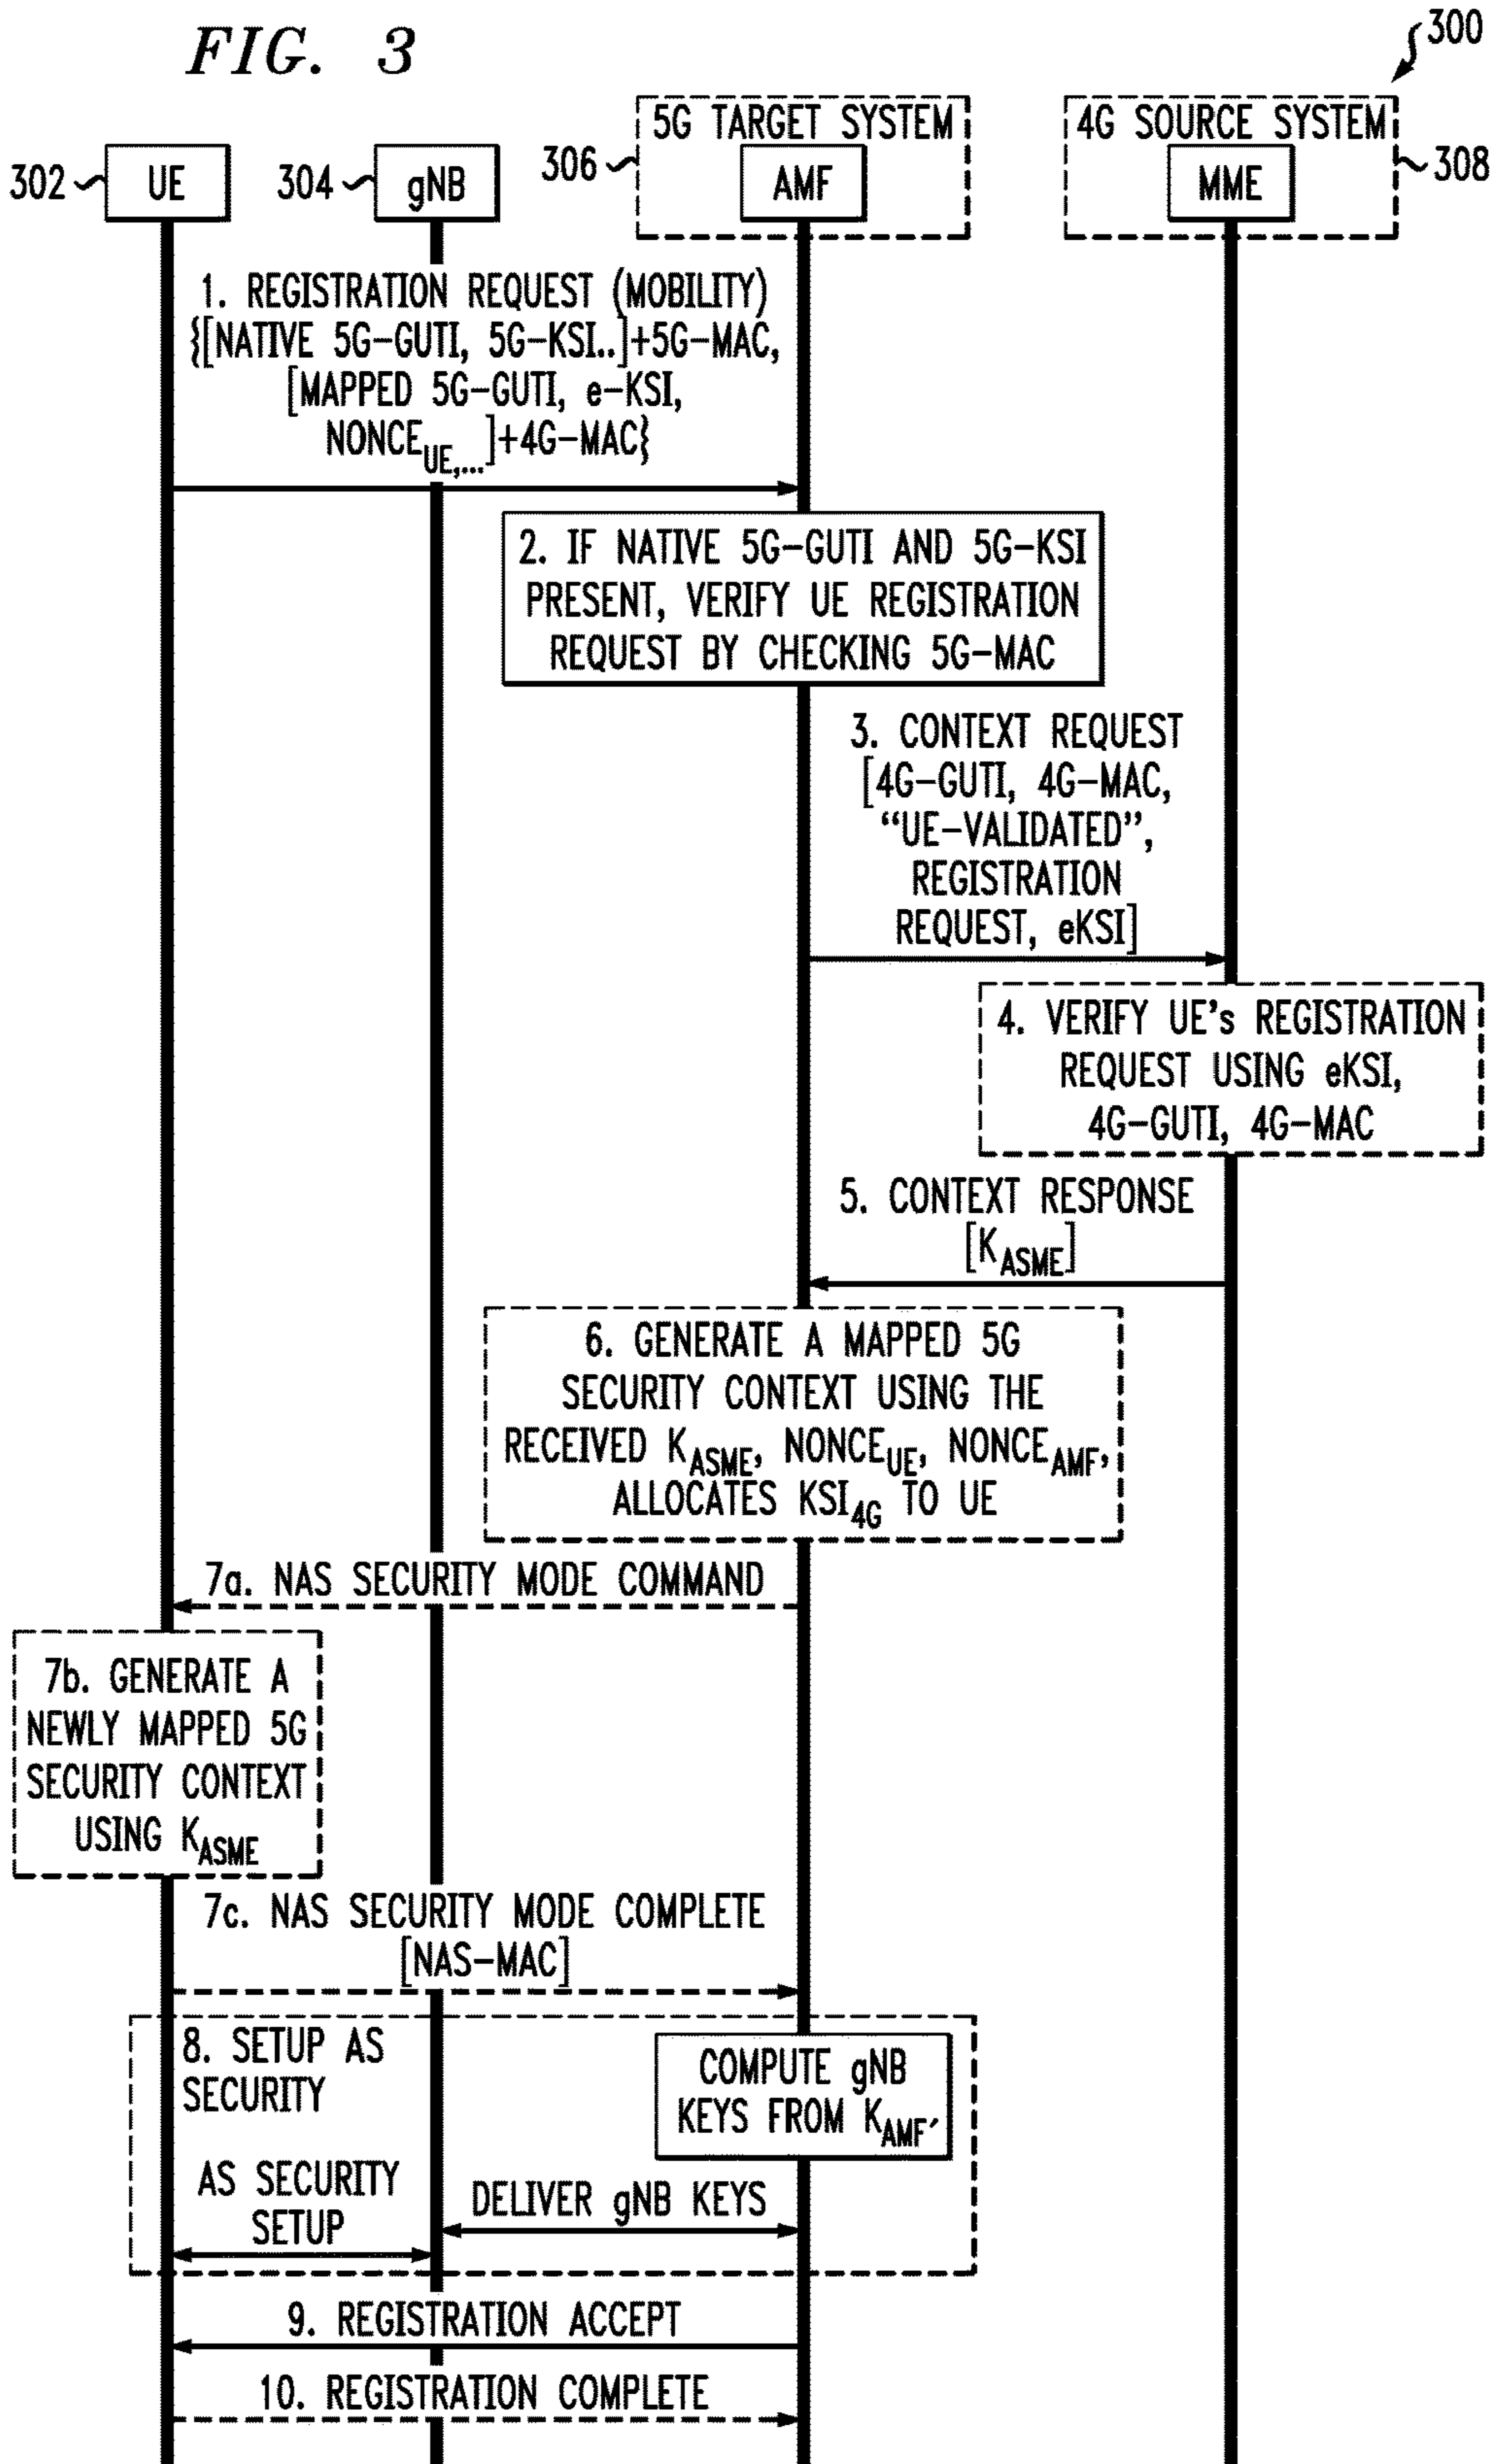 FIG. 3
300
5G TARGET SYSTEM
4G SOURCE SYSTEM
302
UE
304
gNB
306
AMF
MME
308
1. REGISTRATION REQUEST (MOBILITY)
{[NATIVE 5G-GUTI, 5G-KSI..]+5G-MAC,
[MAPPED 5G-GUTI, e-KSI,
NONCEUE,...]+4G-MAC}
2. IF NATIVE 5G-GUTI AND 5G-KSI
PRESENT, VERIFY UE REGISTRATION
REQUEST BY CHECKING 5G-MAC
3. CONTEXT REQUEST
[4G-GUTI, 4G-MAC,
“UE-VALIDATED”,
REGISTRATION
REQUEST, eKSI]
4. VERIFY UE's REGISTRATION
REQUEST USING eKSI,
4G-GUTI, 4G-MAC
5. CONTEXT RESPONSE
[KASME]
6. GENERATE A MAPPED 5G
SECURITY CONTEXT USING THE
RECEIVED KASME, NONCEUE, NONCEAMF,
ALLOCATES KSI4G TO UE
7a. NAS SECURITY MODE COMMAND
7b. GENERATE A
NEWLY MAPPED 5G
SECURITY CONTEXT
USING KASME
7c. NAS SECURITY MODE COMPLETE
[NAS-MAC]
8. SETUP AS
SECURITY
COMPUTE gNB
KEYS FROM KAMF′
AS SECURITY
SETUP
DELIVER gNB KEYS
9. REGISTRATION ACCEPT
10. REGISTRATION COMPLETE